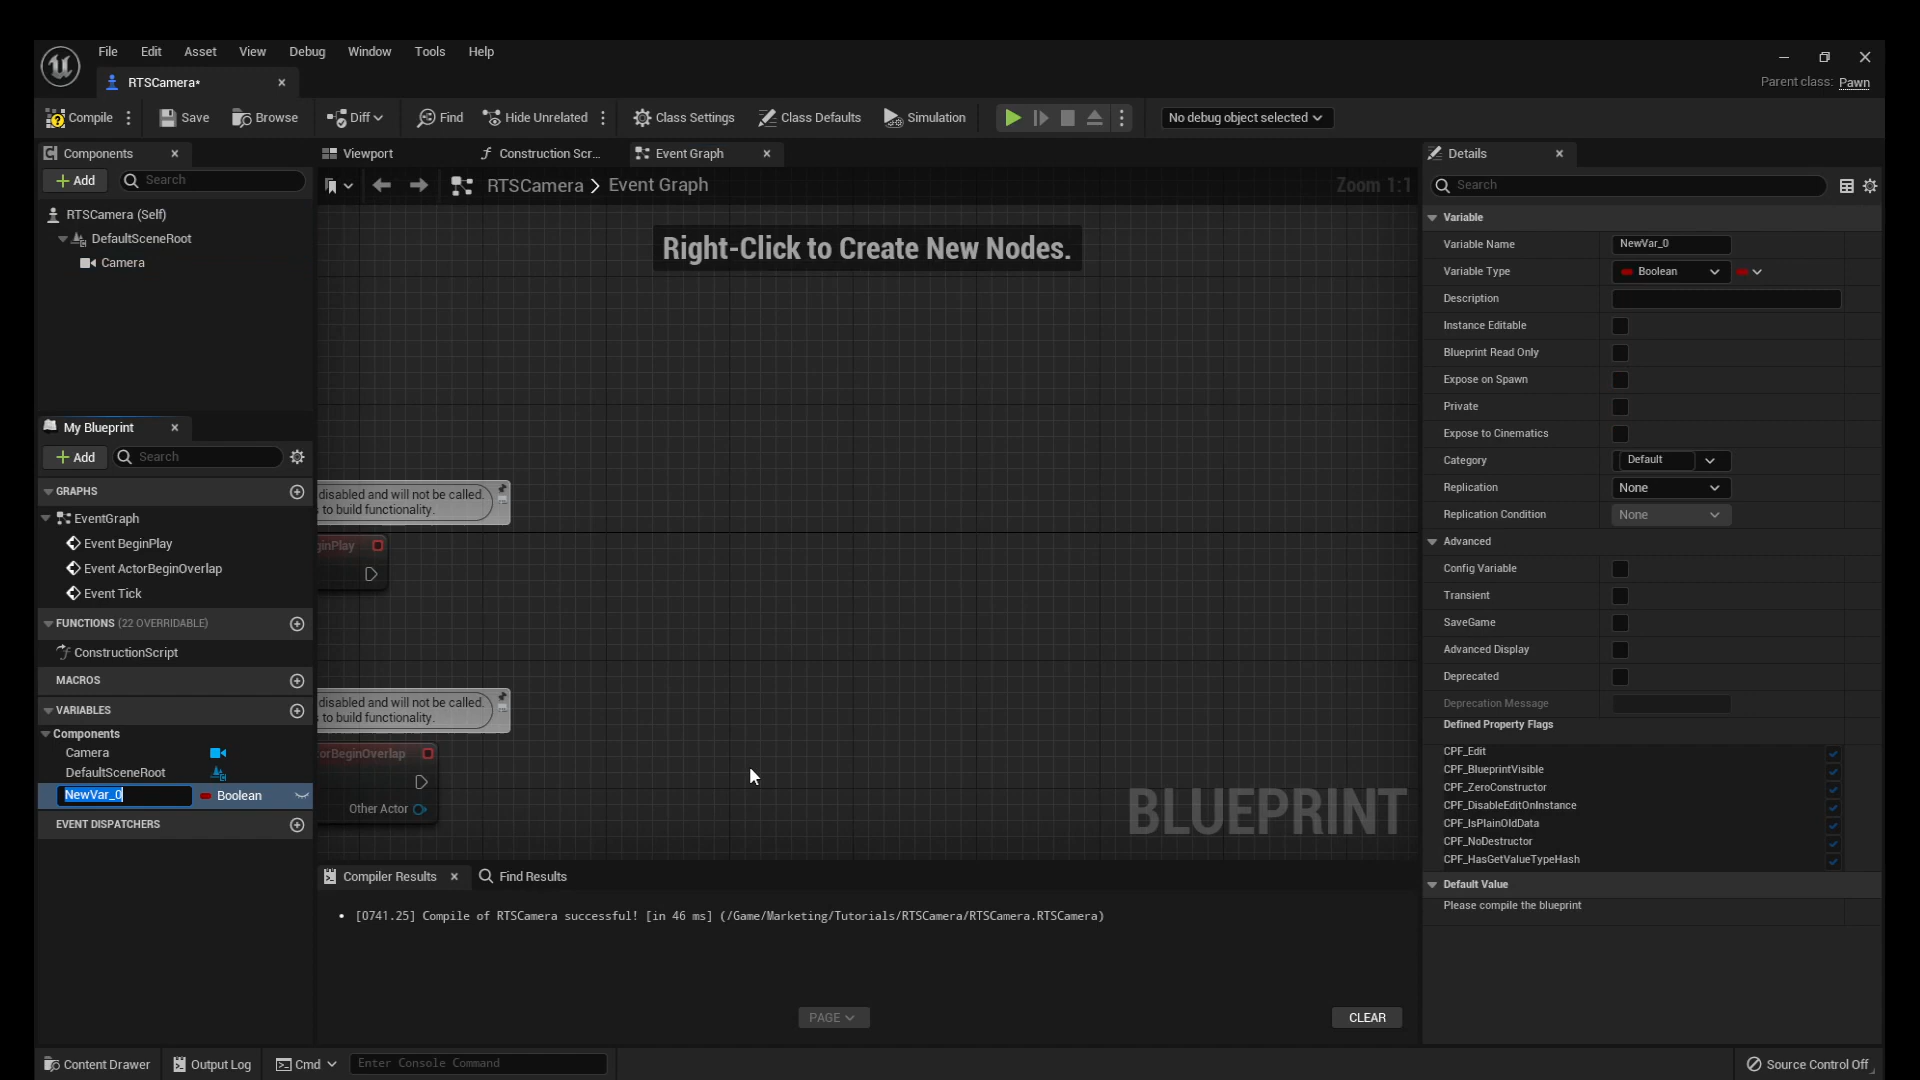 File Edit Asset View Debug Window Tools Help
RTSCamera*
Parent class: Pawn
Compile Save Browse Diff Find Hide Unrelated Class Settings Class Defaults Simulation No debug object selected
Components
Add Search
RTSCamera (Self)
DefaultSceneRoot
Camera
My Blueprint
Add Search
GRAPHS
EventGraph
Event BeginPlay
Event ActorBeginOverlap
Event Tick
FUNCTIONS (22 OVERRIDABLE)
ConstructionScript
MACROS
VARIABLES
Components
Camera
DefaultSceneRoot
NewVar_0 Boolean
EVENT DISPATCHERS
Viewport Construction Scr... Event Graph
RTSCamera > Event Graph Zoom 1:1
Right-Click to Create New Nodes.
disabled and will not be called.
s to build functionality.
ginPlay
disabled and will not be called.
s to build functionality.
orBeginOverlap
Other Actor
BLUEPRINT
Compiler Results Find Results
• [0741.25] Compile of RTSCamera successful! [in 46 ms] (/Game/Marketing/Tutorials/RTSCamera/RTSCamera.RTSCamera)
PAGE CLEAR
Details
Search
Variable
Variable Name NewVar_0
Variable Type Boolean
Description
Instance Editable
Blueprint Read Only
Expose on Spawn
Private
Expose to Cinematics
Category Default
Replication None
Replication Condition None
Advanced
Config Variable
Transient
SaveGame
Advanced Display
Deprecated
Deprecation Message
Defined Property Flags
CPF_Edit
CPF_BlueprintVisible
CPF_ZeroConstructor
CPF_DisableEditOnInstance
CPF_IsPlainOldData
CPF_NoDestructor
CPF_HasGetValueTypeHash
Default Value
Please compile the blueprint
Content Drawer Output Log Cmd Enter Console Command Source Control Off